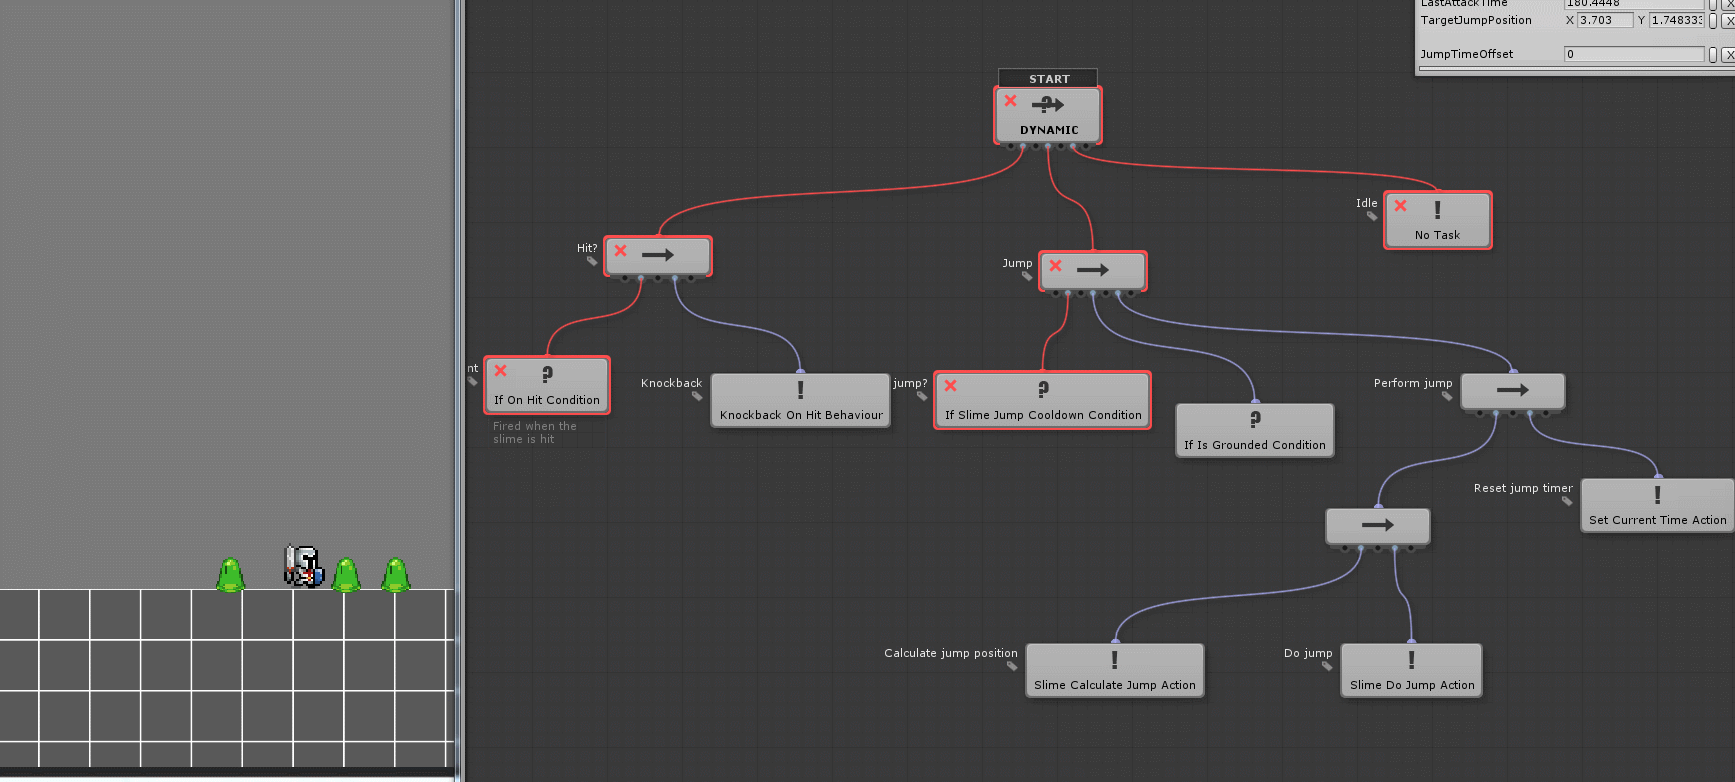 LastAttackTime 180.4448 X
TargetJumpPosition X 3.703 Y 1.748333 X
JumpTimeOffset 0 X
START
DYNAMIC
Idle
No Task
Hit?
Jump
nt
If On Hit Condition
Fired when the
slime is hit
Knockback
Knockback On Hit Behaviour
jump?
If Slime Jump Cooldown Condition
If Is Grounded Condition
Perform jump
Reset jump timer
Set Current Time Action
Calculate jump position
Slime Calculate Jump Action
Do jump
Slime Do Jump Action